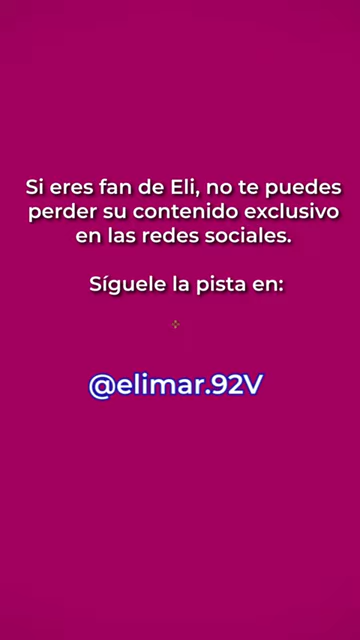 Si eres fan de Eli, no te puedes
perder su contenido exclusivo
en las redes sociales.
Síguele la pista en:
@elimar.92V